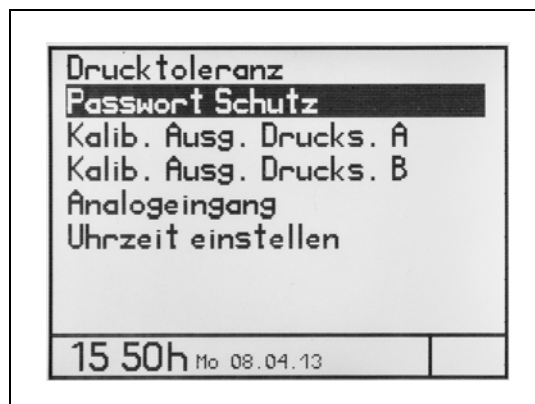 Drucktoleranz
Passwort Schutz
Kalib. Ausg. Drucks. A
Kalib. Ausg. Drucks. B
Analogeingang
Uhrzeit einstellen
15 50h Mo 08.04.13